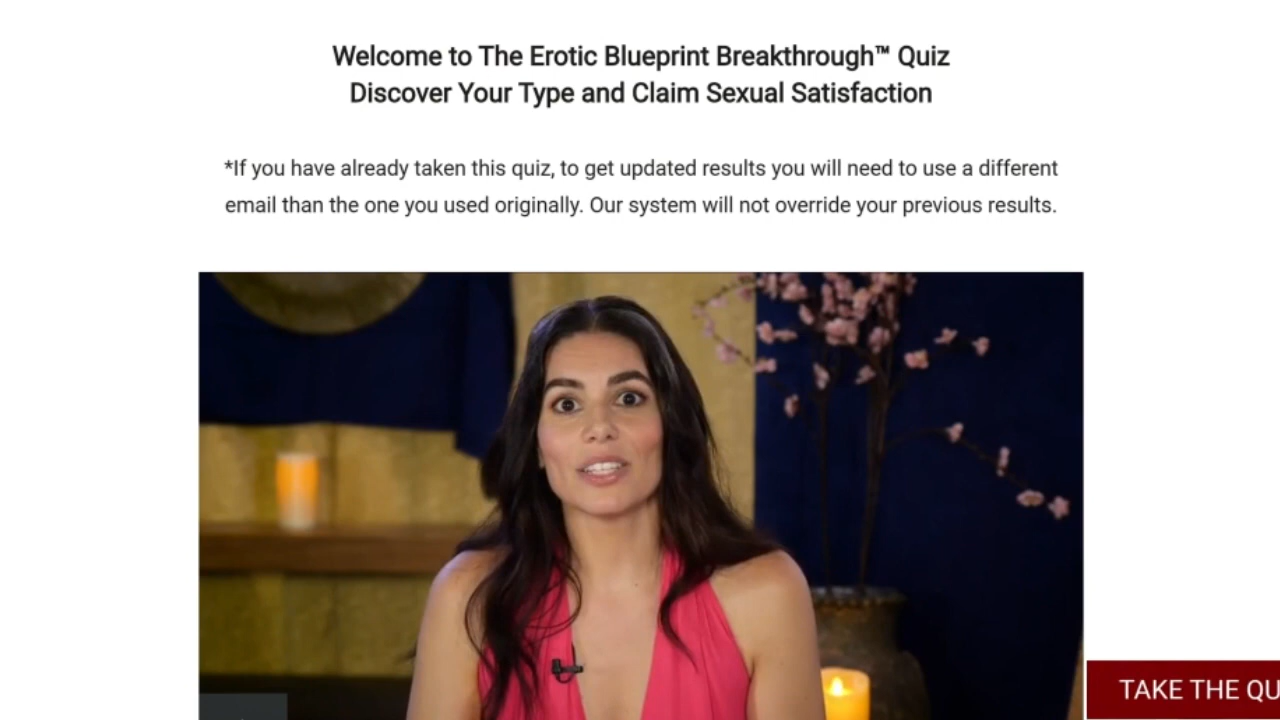 Welcome to The Erotic Blueprint Breakthrough™ Quiz
Discover Your Type and Claim Sexual Satisfaction
*If you have already taken this quiz, to get updated results you will need to use a different
email than the one you used originally. Our system will not override your previous results.
TAKE THE QU